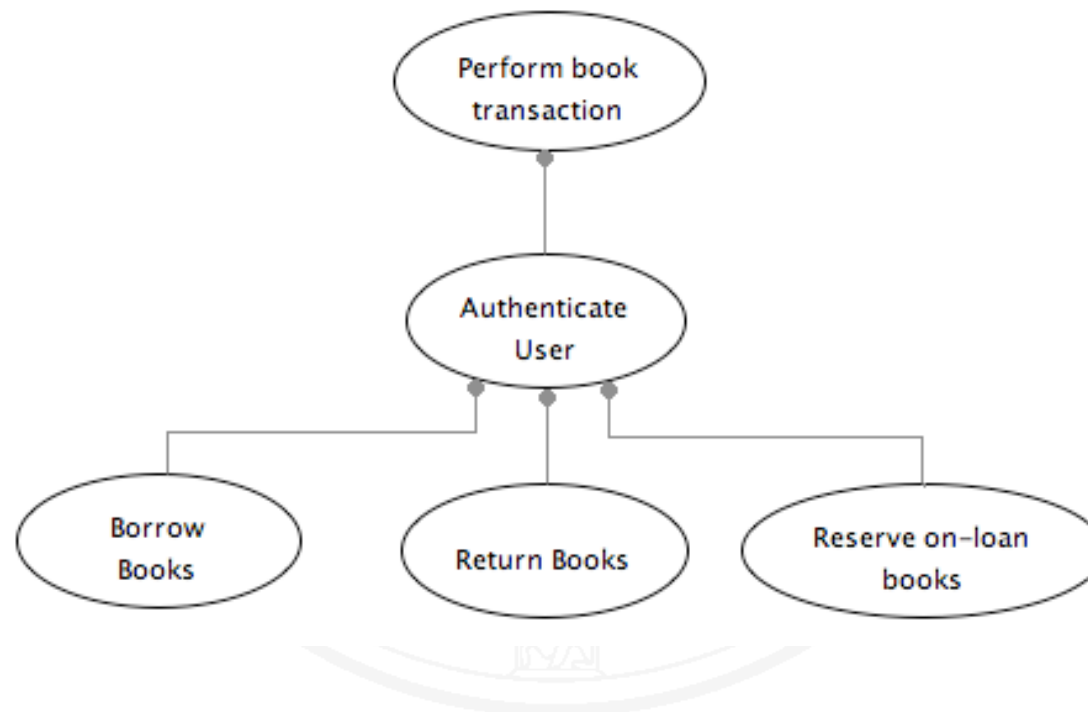 Perform book
transaction
Authenticate
User
Borrow
Books
Return Books
Reserve on-loan
books